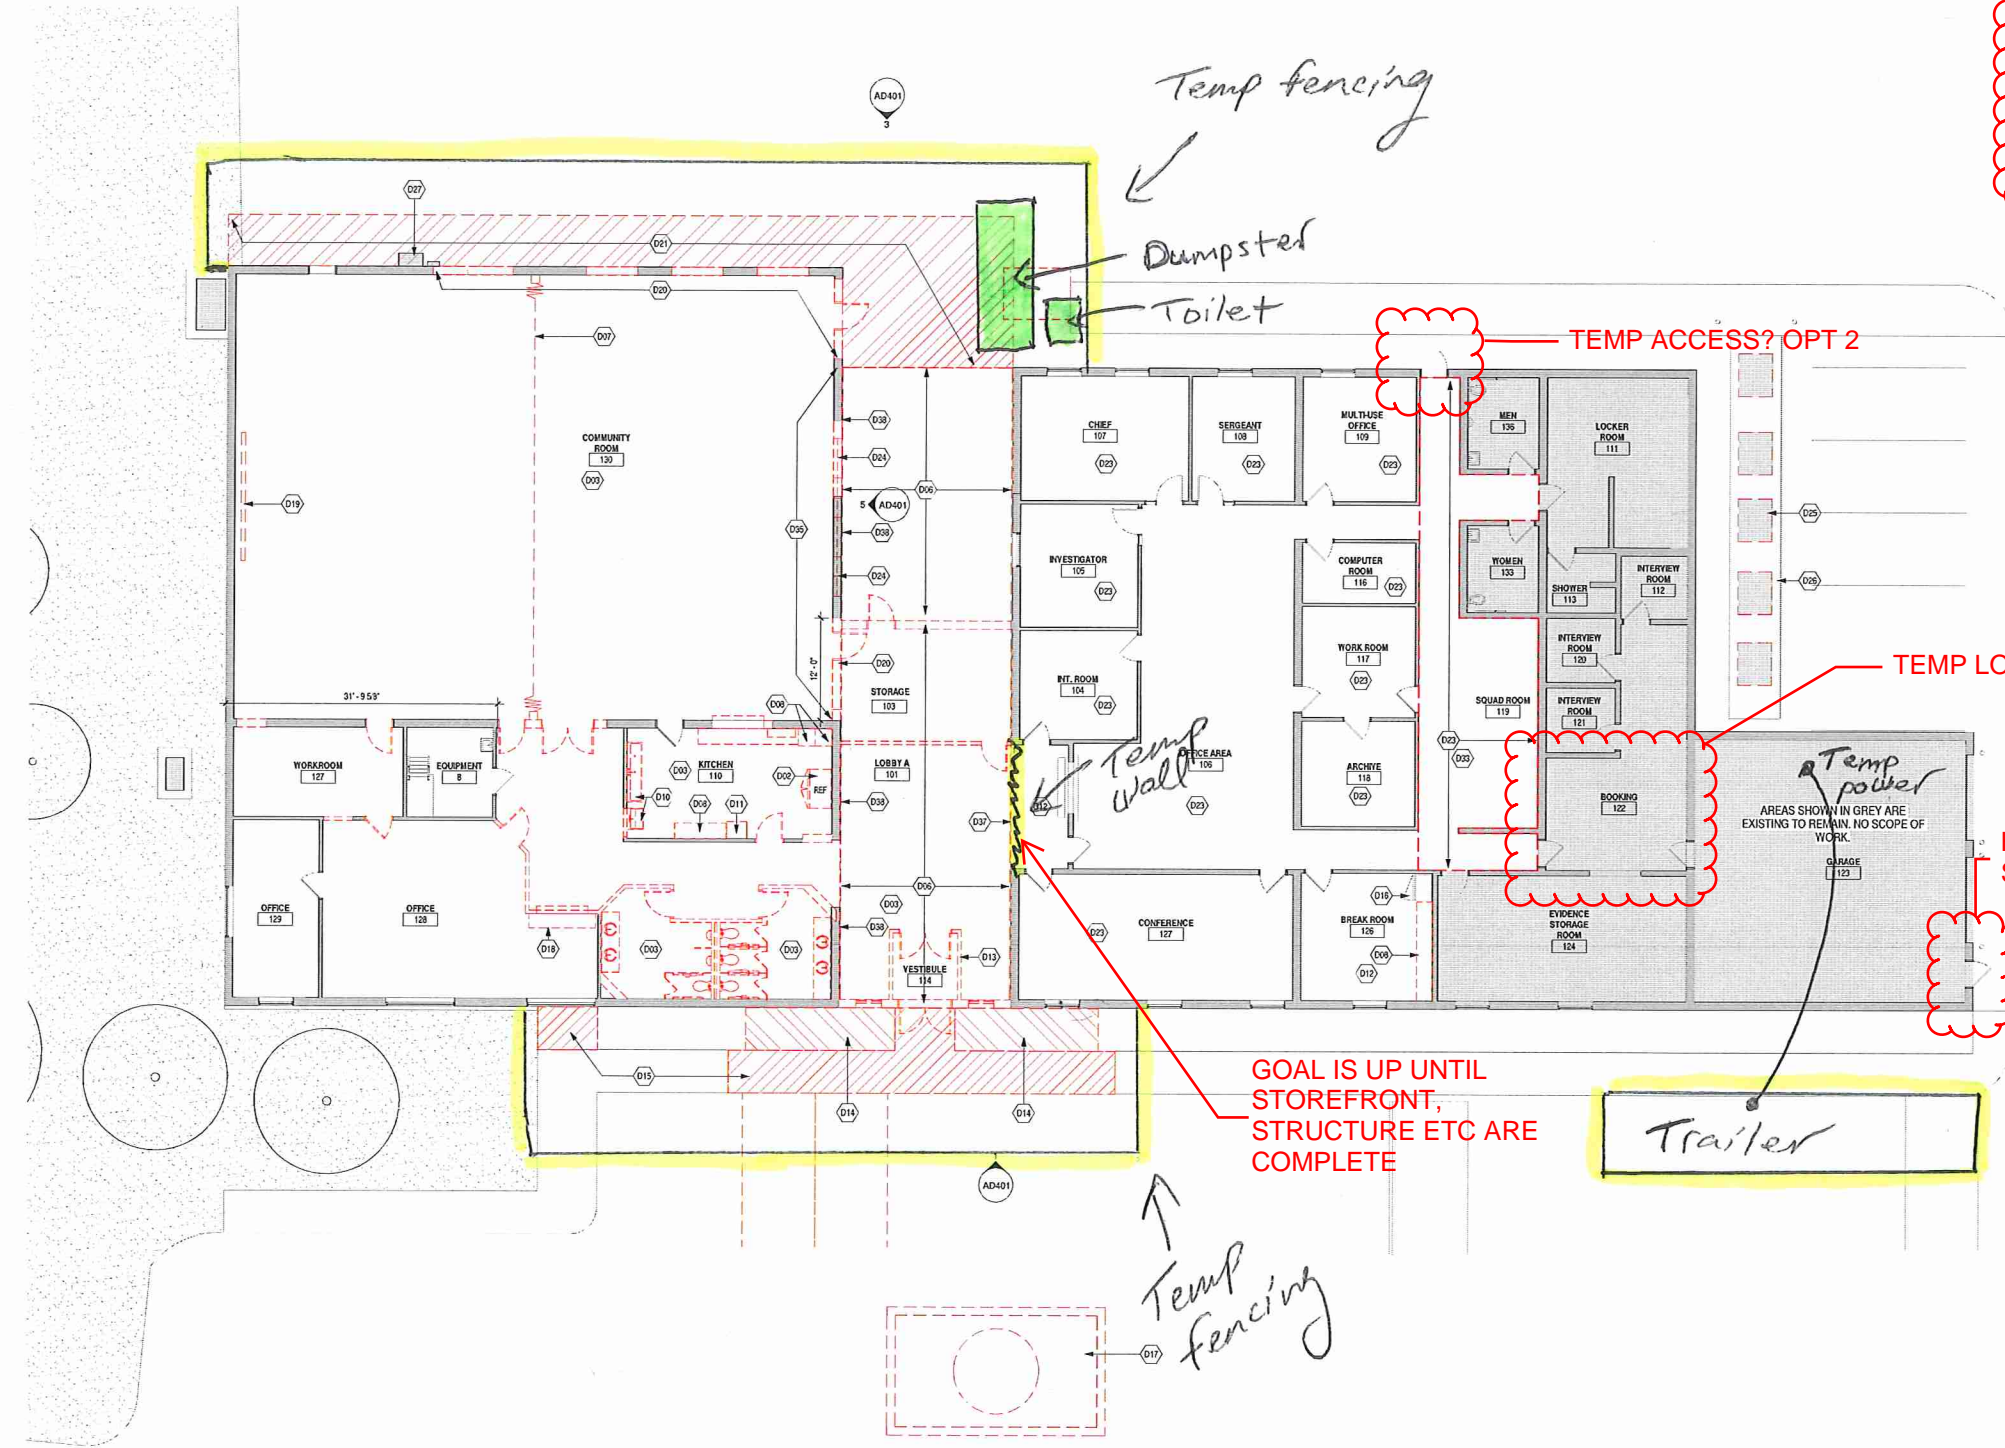 Temp fencing
AD401
3
D27
D21
Dumpster
D20
Toilet
D07
TEMP ACCESS? OPT 2
CHIEF
107
D23
SERGEANT
108
D23
MULTI-USE
OFFICE
109
D23
MEN
136
LOCKER
ROOM
111
D38
COMMUNITY
ROOM
130
D03
D24
D19
D06
5
AD401
D35
D38
D25
INVESTIGATOR
105
D23
COMPUTER
ROOM
116
D23
WOMEN
133
INTERVIEW
ROOM
112
D24
D26
SHOWER
113
12'-0"
D20
INT. ROOM
104
D23
WORK ROOM
117
D23
INTERVIEW
ROOM
120
TEMP LO
31'-9 5/8"
STORAGE
103
D08
SQUAD ROOM
119
INTERVIEW
ROOM
121
Temp
wall
D23
D33
OFFICE AREA
106
D23
WORKROOM
127
EQUIPMENT
B
D03
KITCHEN
110
D02
REF
LOBBY A
101
ARCHIVE
118
D23
Temp
power
D10
D08
D11
D38
D37
D12
BOOKING
122
AREAS SHOWN IN GREY ARE
EXISTING TO REMAIN. NO SCOPE OF
WORK.
GARAGE
123
D06
D03
D16
OFFICE
129
OFFICE
128
D18
D03
D03
D38
D13
VESTIBULE
114
D23
CONFERENCE
127
BREAK ROOM
126
D08
D12
EVIDENCE
STORAGE
ROOM
124
D15
D14
D14
GOAL IS UP UNTIL
STOREFRONT,
STRUCTURE ETC ARE
COMPLETE
Trailer
AD401
Temp
fencing
D17